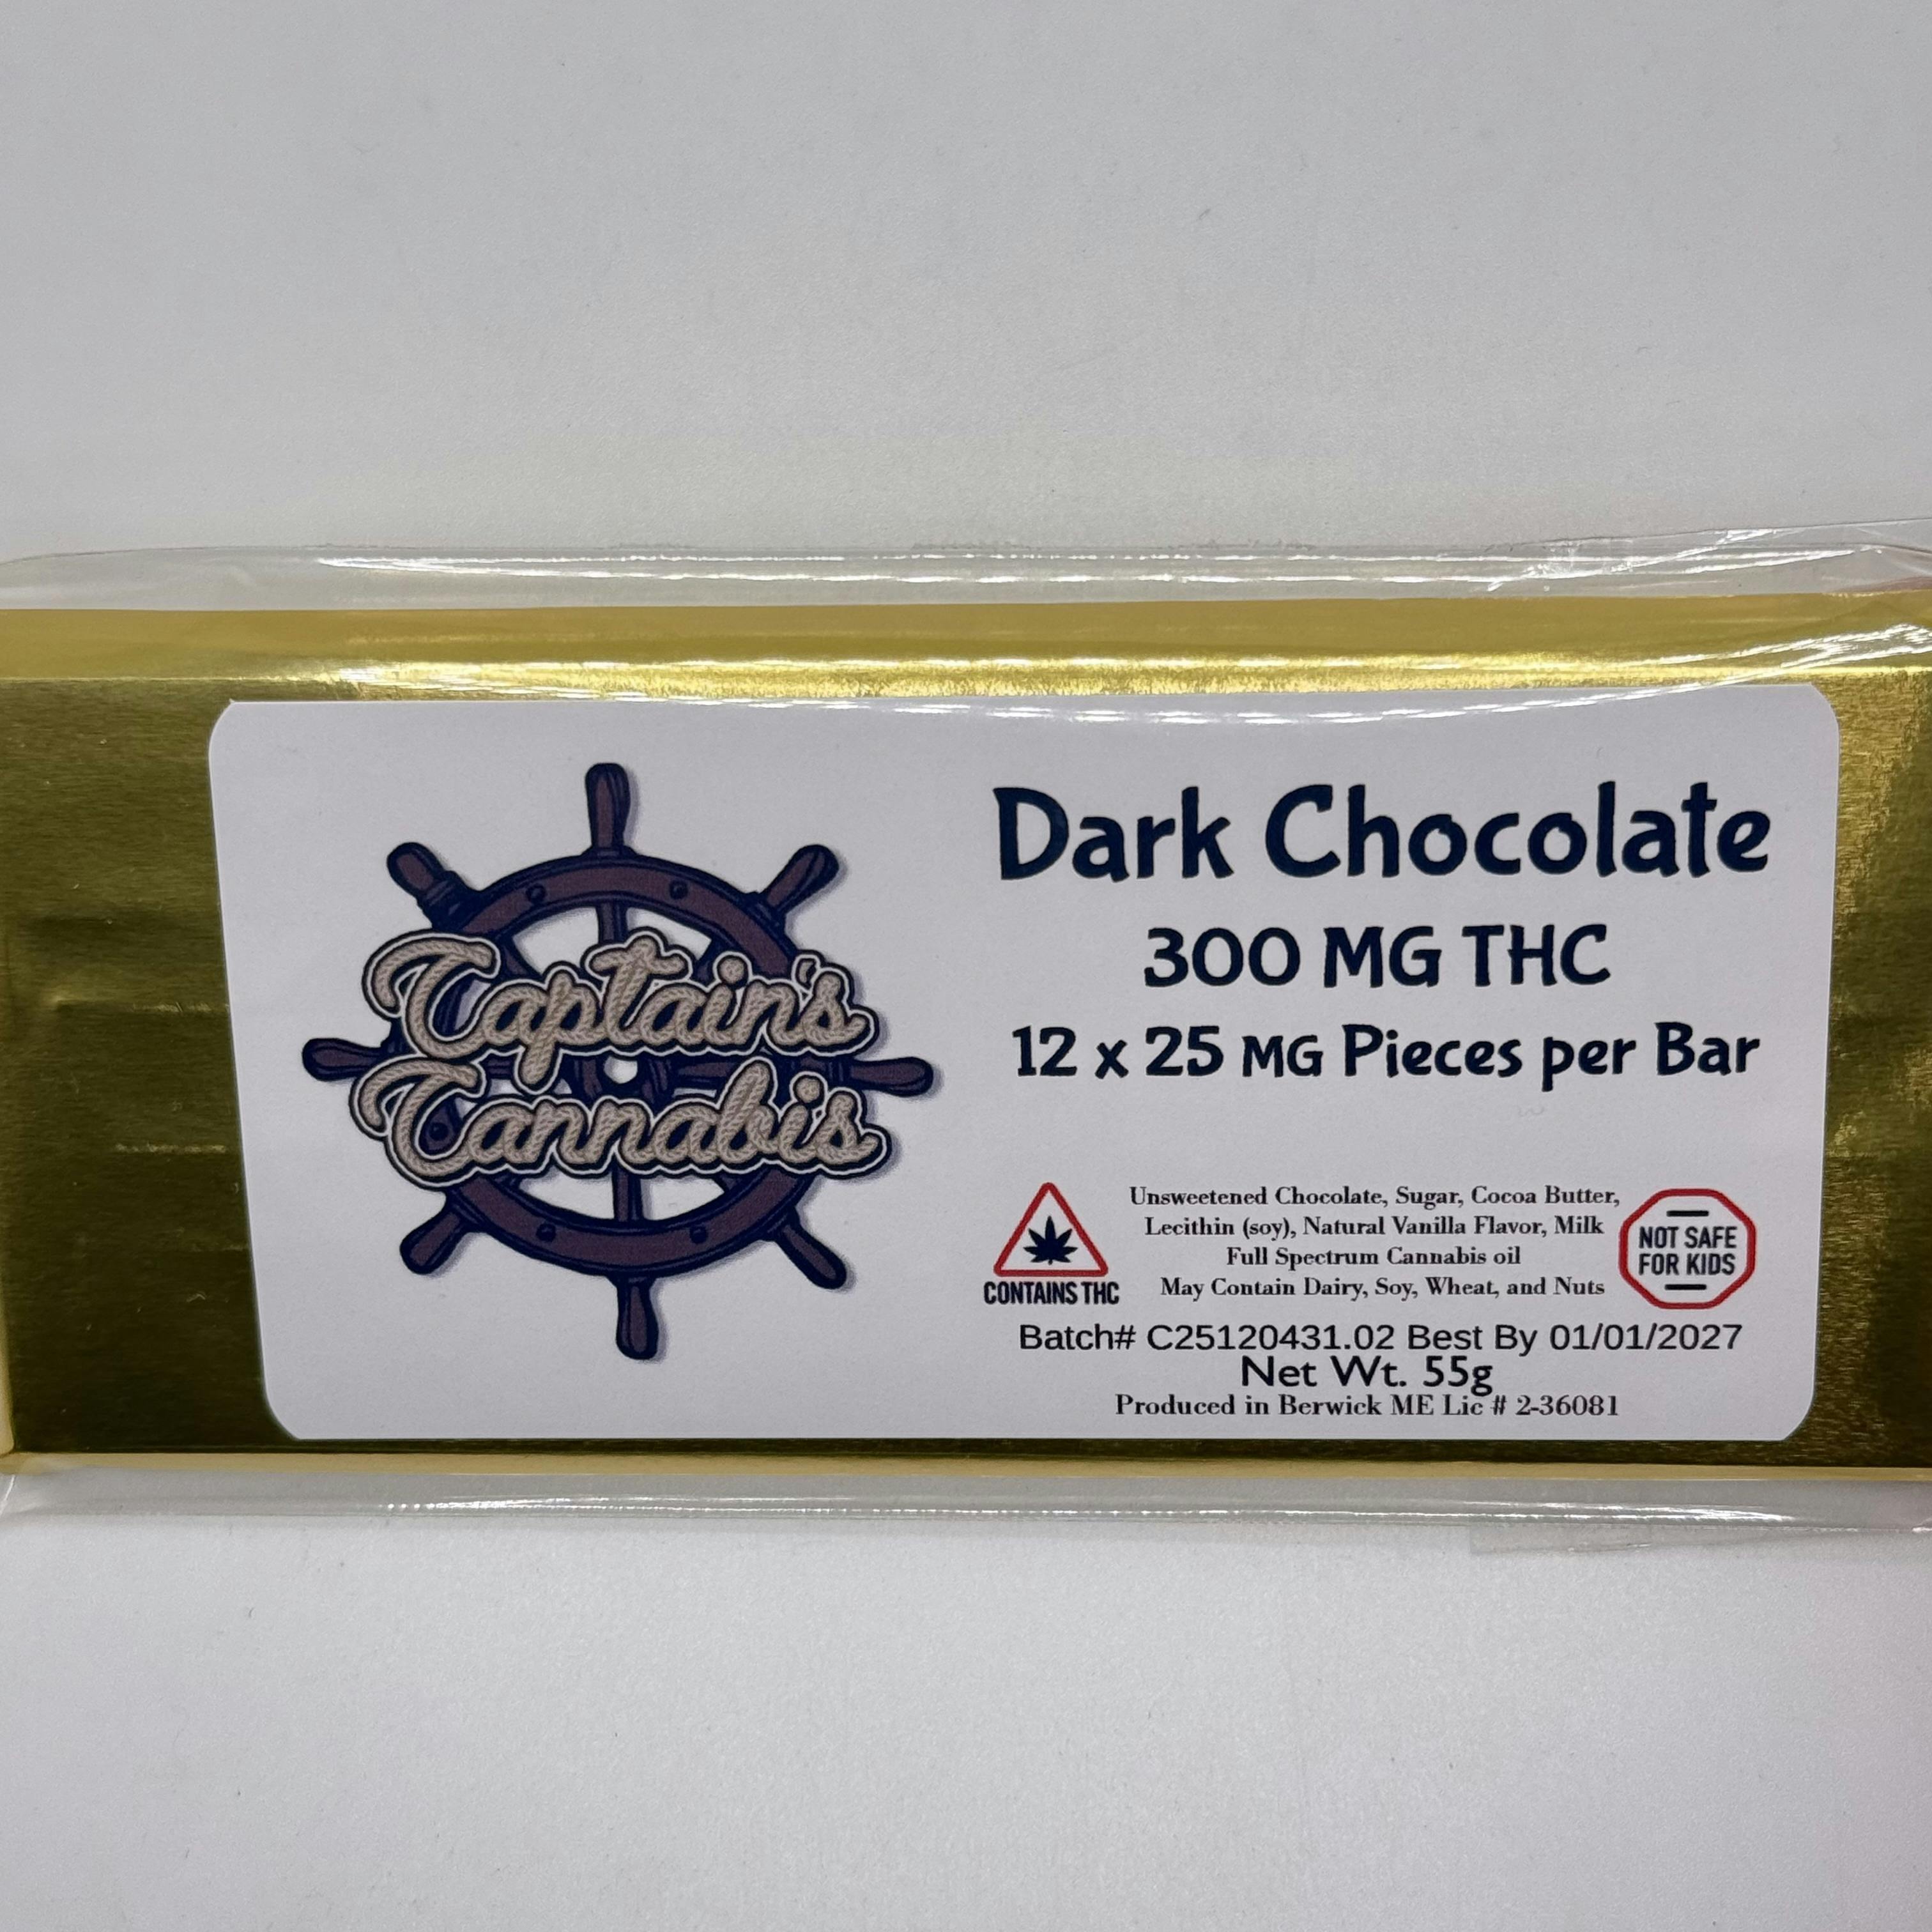 Captain's
Cannabis
Dark Chocolate
300 MG THC
12 x 25 MG Pieces per Bar
CONTAINS THC
Unsweetened Chocolate, Sugar, Cocoa Butter,
Lecithin (soy), Natural Vanilla Flavor, Milk
Full Spectrum Cannabis oil
May Contain Dairy, Soy, Wheat, and Nuts
NOT SAFE
FOR KIDS
Batch# C25120431.02 Best By 01/01/2027
Net Wt. 55g
Produced in Berwick ME Lic # 2-36081